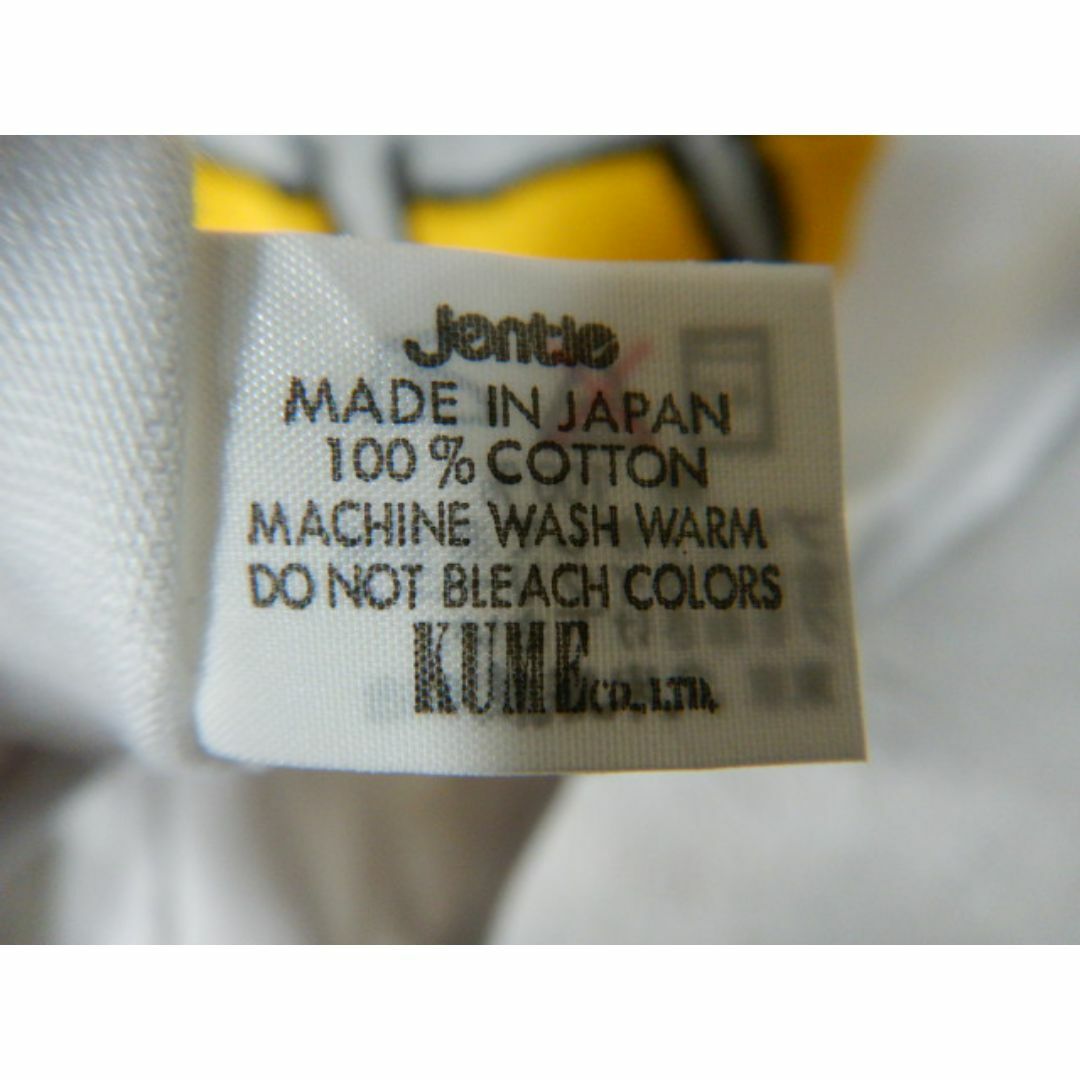 Jentle
MADE IN JAPAN
100% COTTON
MACHINE WASH WARM
DO NOT BLEACH COLORS
KUME CO.,LTD.